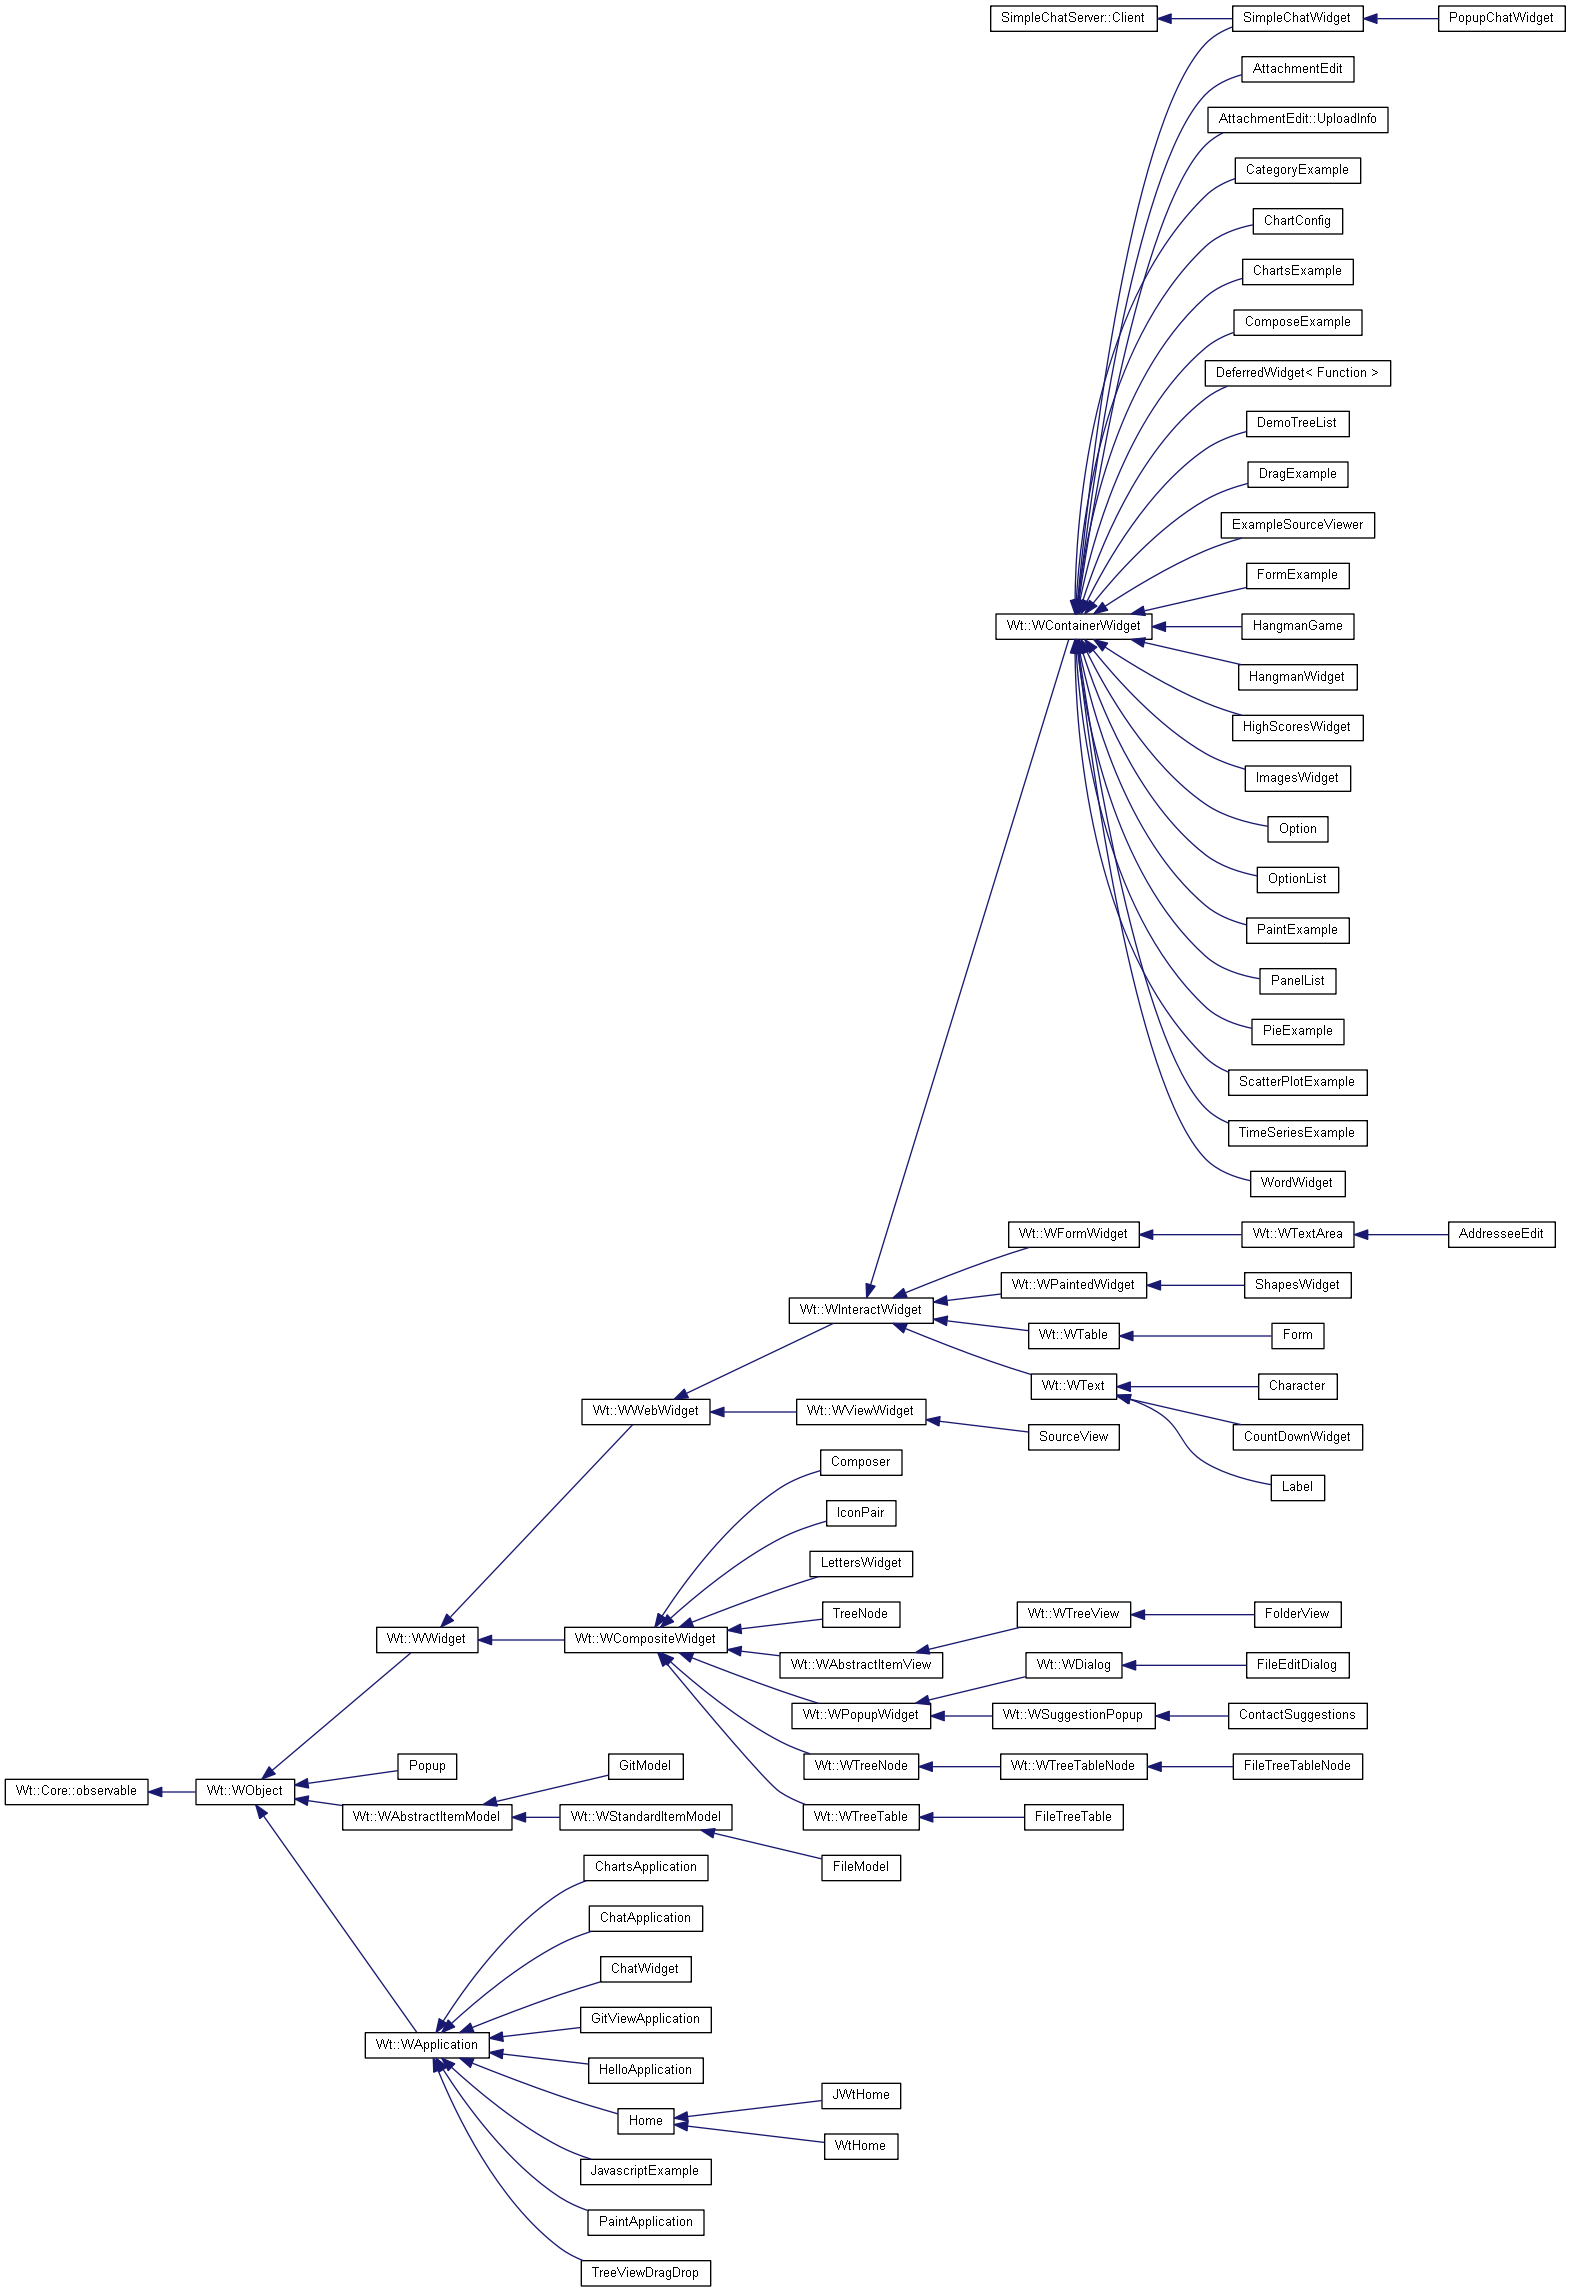 SimpleChatServer::Client
SimpleChatWidget
PopupChatWidget
AttachmentEdit
AttachmentEdit::UploadInfo
CategoryExample
ChartConfig
ChartsExample
ComposeExample
DeferredWidget< Function >
DemoTreeList
DragExample
ExampleSourceViewer
FormExample
Wt::WContainerWidget
HangmanGame
HangmanWidget
HighScoresWidget
ImagesWidget
Option
OptionList
PaintExample
PanelList
PieExample
ScatterPlotExample
TimeSeriesExample
WordWidget
Wt::WFormWidget
Wt::WTextArea
AddresseeEdit
Wt::WPaintedWidget
ShapesWidget
Wt::WInteractWidget
Wt::WTable
Form
Wt::WText
Character
Wt::WWebWidget
Wt::WViewWidget
SourceView
CountDownWidget
Label
Composer
IconPair
LettersWidget
TreeNode
Wt::WTreeView
FolderView
Wt::WWidget
Wt::WCompositeWidget
Wt::WAbstractItemView
Wt::WDialog
FileEditDialog
Wt::WPopupWidget
Wt::WSuggestionPopup
ContactSuggestions
Popup
GitModel
Wt::WTreeNode
Wt::WTreeTableNode
FileTreeTableNode
Wt::Core::observable
Wt::WObject
Wt::WAbstractItemModel
Wt::WStandardItemModel
Wt::WTreeTable
FileTreeTable
FileModel
ChartsApplication
ChatApplication
ChatWidget
GitViewApplication
Wt::WApplication
HelloApplication
Home
JWtHome
WtHome
JavascriptExample
PaintApplication
TreeViewDragDrop